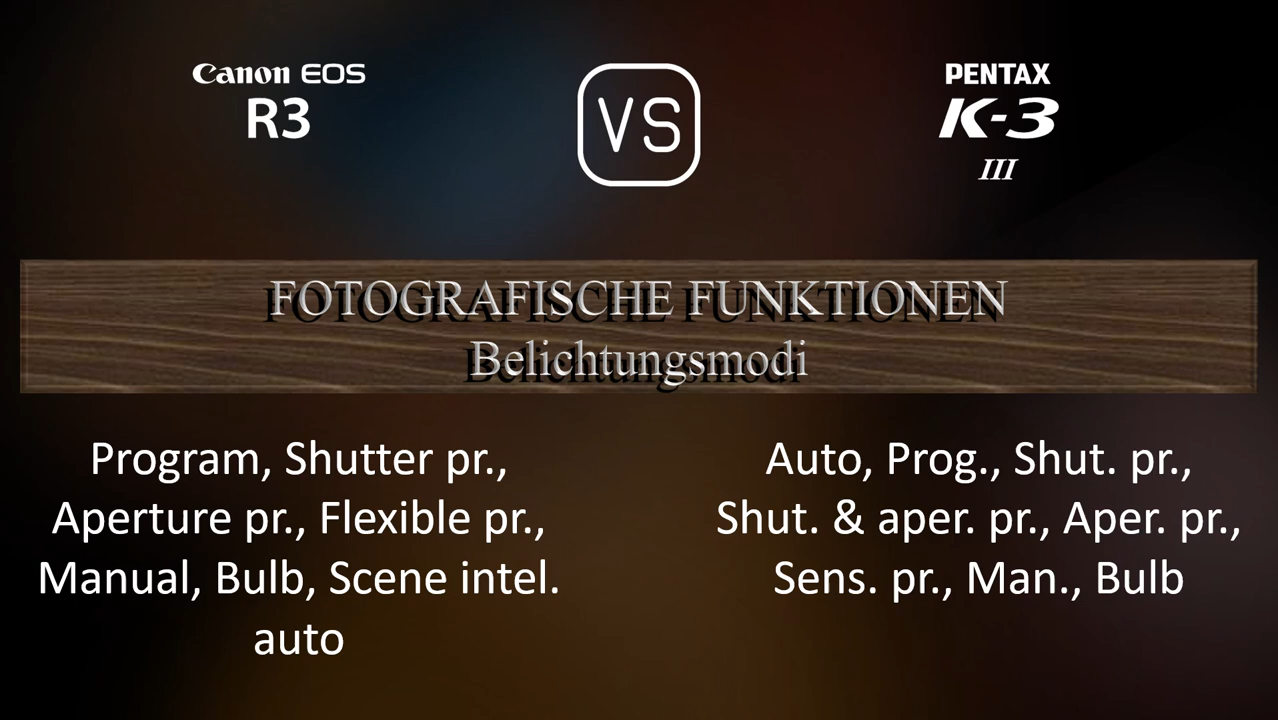 Canon EOS
R3
VS
PENTAX
K-3
III
FOTOGRAFISCHE FUNKTIONEN
Belichtungsmodi
Program, Shutter pr.,
Aperture pr., Flexible pr.,
Manual, Bulb, Scene intel.
auto
Auto, Prog., Shut. pr.,
Shut. & aper. pr., Aper. pr.,
Sens. pr., Man., Bulb